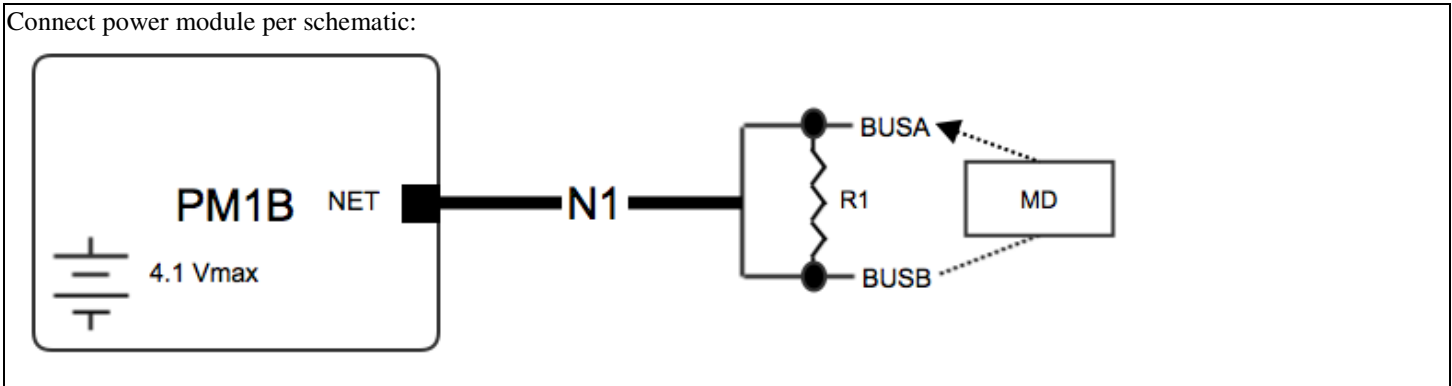 Connect power module per schematic:
BUSA
PM1B NET N1 R1 MD
4.1 Vmax
BUSB